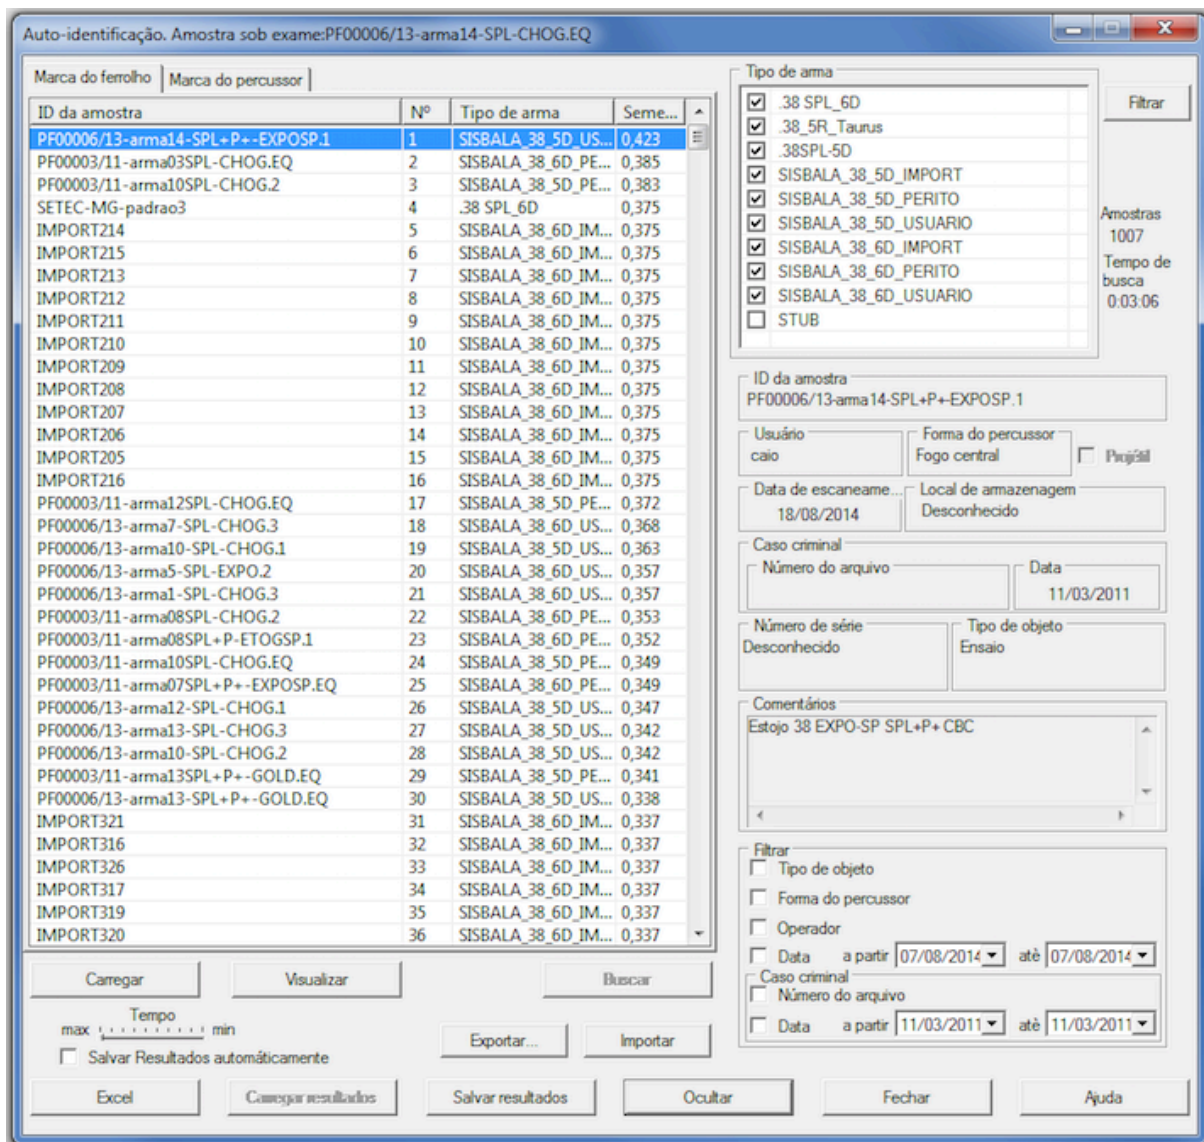 Auto-identificação. Amostra sob exame:PF00006/13-arma14-SPL-CHOG.EQ
Marca do ferrolho Marca do percussor
ID da amostra Nº Tipo de arma Seme...
PF00006/13-arma14-SPL+P+-EXPOSP.1 1 SISBALA_38_5D_US... 0,423
PF00003/11-arma03SPL-CHOG.EQ 2 SISBALA_38_6D_PE... 0,385
PF00003/11-arma10SPL-CHOG.2 3 SISBALA_38_5D_PE... 0,383
SETEC-MG-padrao3 4 .38 SPL_6D 0,375
IMPORT214 5 SISBALA_38_6D_IM... 0,375
IMPORT215 6 SISBALA_38_6D_IM... 0,375
IMPORT213 7 SISBALA_38_6D_IM... 0,375
IMPORT212 8 SISBALA_38_6D_IM... 0,375
IMPORT211 9 SISBALA_38_6D_IM... 0,375
IMPORT210 10 SISBALA_38_6D_IM... 0,375
IMPORT209 11 SISBALA_38_6D_IM... 0,375
IMPORT208 12 SISBALA_38_6D_IM... 0,375
IMPORT207 13 SISBALA_38_6D_IM... 0,375
IMPORT206 14 SISBALA_38_6D_IM... 0,375
IMPORT205 15 SISBALA_38_6D_IM... 0,375
IMPORT216 16 SISBALA_38_6D_IM... 0,375
PF00003/11-arma12SPL-CHOG.EQ 17 SISBALA_38_5D_PE... 0,372
PF00006/13-arma7-SPL-CHOG.3 18 SISBALA_38_6D_US... 0,368
PF00006/13-arma10-SPL-CHOG.1 19 SISBALA_38_5D_US... 0,363
PF00006/13-arma5-SPL-EXPO.2 20 SISBALA_38_6D_US... 0,357
PF00006/13-arma1-SPL-CHOG.3 21 SISBALA_38_6D_US... 0,357
PF00003/11-arma08SPL-CHOG.2 22 SISBALA_38_6D_PE... 0,353
PF00003/11-arma08SPL+P-ETOGSP.1 23 SISBALA_38_6D_PE... 0,352
PF00003/11-arma10SPL-CHOG.EQ 24 SISBALA_38_5D_PE... 0,349
PF00003/11-arma07SPL+P+-EXPOSP.EQ 25 SISBALA_38_6D_PE... 0,349
PF00006/13-arma12-SPL-CHOG.1 26 SISBALA_38_5D_US... 0,347
PF00006/13-arma13-SPL-CHOG.3 27 SISBALA_38_5D_US... 0,342
PF00006/13-arma10-SPL-CHOG.2 28 SISBALA_38_5D_US... 0,342
PF00003/11-arma13SPL+P+-GOLD.EQ 29 SISBALA_38_5D_PE... 0,341
PF00006/13-arma13-SPL+P+-GOLD.EQ 30 SISBALA_38_5D_US... 0,338
IMPORT321 31 SISBALA_38_6D_IM... 0,337
IMPORT316 32 SISBALA_38_6D_IM... 0,337
IMPORT326 33 SISBALA_38_6D_IM... 0,337
IMPORT317 34 SISBALA_38_6D_IM... 0,337
IMPORT319 35 SISBALA_38_6D_IM... 0,337
IMPORT320 36 SISBALA_38_6D_IM... 0,337
Carregar Visualizar Buscar
Tempo
max min
Salvar Resultados automáticamente
Exportar... Importar
Tipo de arma
.38 SPL_6D
.38_5R_Taurus
.38SPL-5D
SISBALA_38_5D_IMPORT
SISBALA_38_5D_PERITO
SISBALA_38_5D_USUARIO
SISBALA_38_6D_IMPORT
SISBALA_38_6D_PERITO
SISBALA_38_6D_USUARIO
STUB
Filtrar
Amostras
1007
Tempo de
busca
0:03:06
ID da amostra
PF00006/13-arma14-SPL+P+-EXPOSP.1
Usuário
caio
Forma do percussor
Fogo central
Projétil
Data de escaneame...
18/08/2014
Local de armazenagem
Desconhecido
Caso criminal
Número do arquivo
Data
11/03/2011
Número de série
Desconhecido
Tipo de objeto
Ensaio
Comentários
Estojo 38 EXPO-SP SPL+P+ CBC
Filtrar
Tipo de objeto
Forma do percussor
Operador
Data a partir 07/08/2014 atè 07/08/2014
Caso criminal
Número do arquivo
Data a partir 11/03/2011 atè 11/03/2011
Excel Carregar resultados Salvar resultados Ocultar Fechar Ajuda